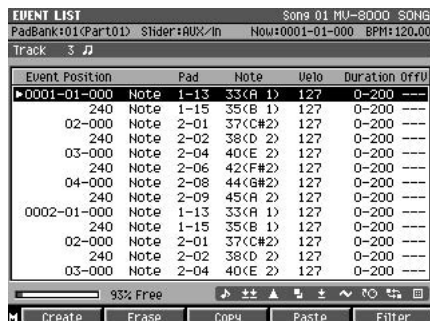 EVENT LIST Song 01 MV-8000 SONG
PadBank:01(Part01) Slider:AUX/In Now:0001-01-000 BPM:120.00
Track 3
Event Position Pad Note Velo Duration OffV
0001-01-000 Note 1-13 33(A 1) 127 0-200 ---
240 Note 1-15 35(B 1) 127 0-200 ---
02-000 Note 2-01 37(C#2) 127 0-200 ---
240 Note 2-02 38(D 2) 127 0-200 ---
03-000 Note 2-04 40(E 2) 127 0-200 ---
240 Note 2-06 42(F#2) 127 0-200 ---
04-000 Note 2-08 44(G#2) 127 0-200 ---
240 Note 2-09 45(A 2) 127 0-200 ---
0002-01-000 Note 1-13 33(A 1) 127 0-200 ---
240 Note 1-15 35(B 1) 127 0-200 ---
02-000 Note 2-01 37(C#2) 127 0-200 ---
240 Note 2-02 38(D 2) 127 0-200 ---
03-000 Note 2-04 40(E 2) 127 0-200 ---
93% Free
M Create Erase Copy Paste Filter